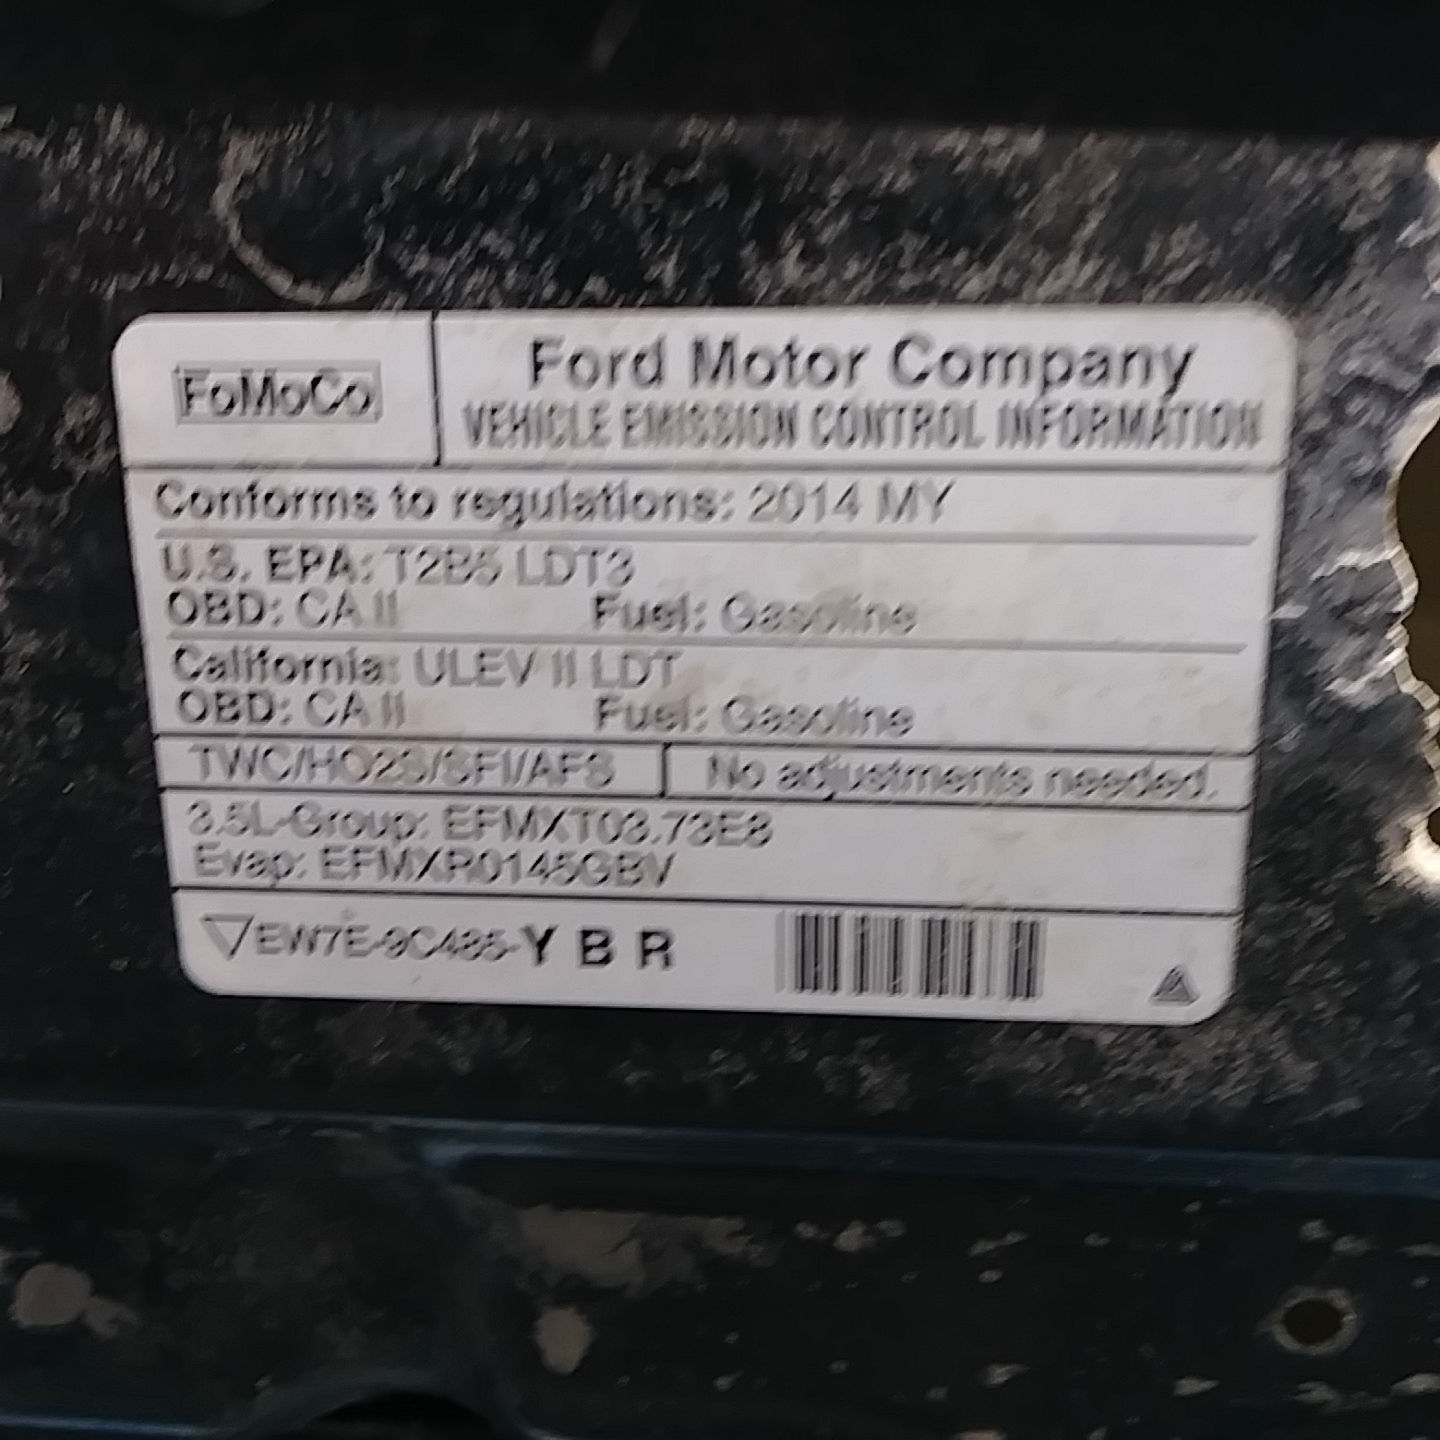 FoMoCo
Ford Motor Company
VEHICLE EMISSION CONTROL INFORMATION
Conforms to regulations: 2014 MY
U.S. EPA: T2B5 LDT3
OBD: CA II Fuel: Gasoline
California: ULEV II LDT
OBD: CA II Fuel: Gasoline
TWC/HO2S/SFI/AFS No adjustments needed.
3.5L-Group: EFMXT03.73E8
Evap: EFMXR0145GBV
EW7E-9C485-Y B R